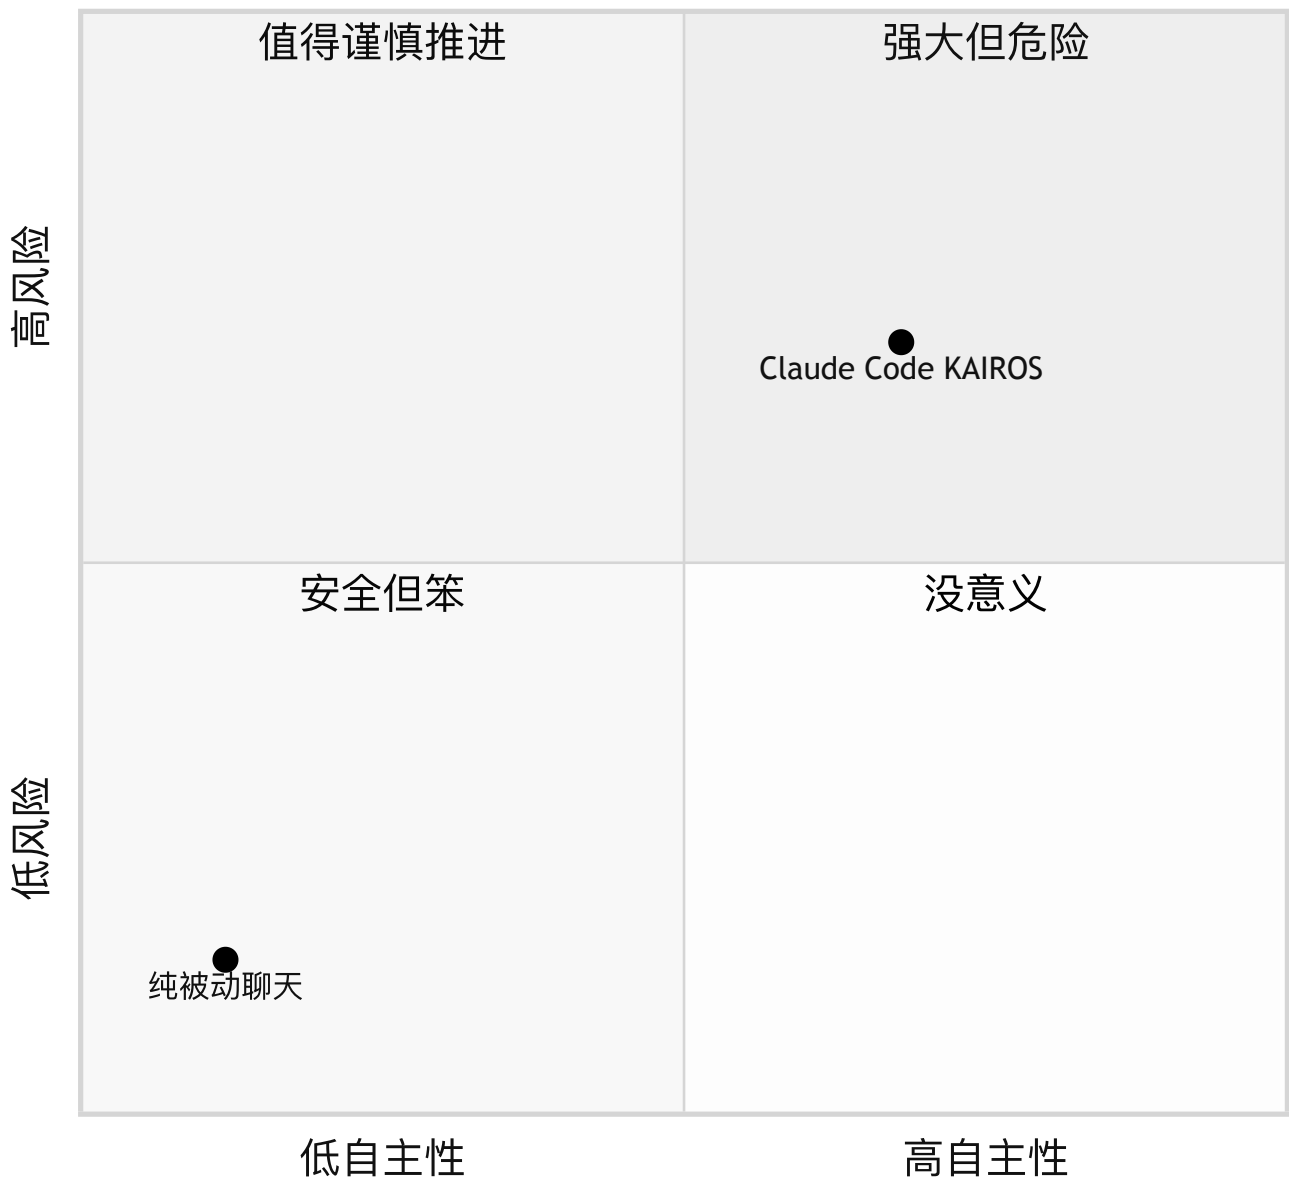 值得谨慎推进
强大但危险
高风险
Claude Code KAIROS
安全但笨
没意义
低风险
纯被动聊天
低自主性
高自主性